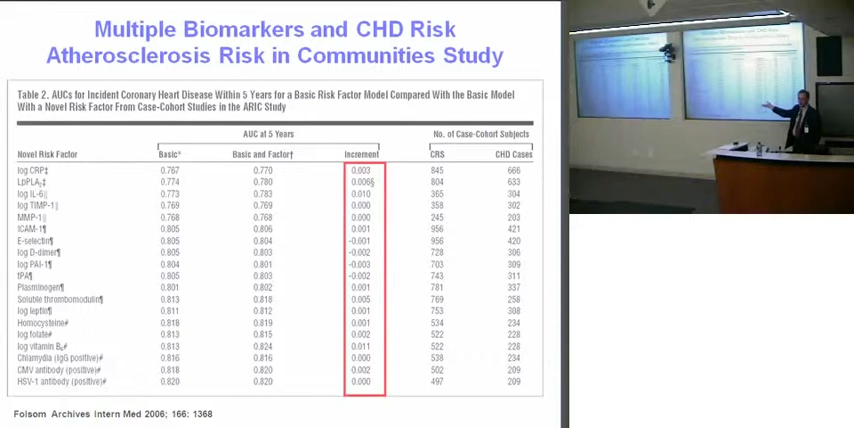 Multiple Biomarkers and CHD Risk
Atherosclerosis Risk in Communities Study
Table 2. AUCs for Incident Coronary Heart Disease Within 5 Years for a Basic Risk Factor Model Compared With the Basic Model
With a Novel Risk Factor From Case-Cohort Studies in the ARIC Study
AUC at 5 Years No. of Case-Cohort Subjects
Novel Risk Factor Basic* Basic and Factor† Increment CRS CHD Cases
log CRP‡ 0.767 0.770 0.003 845 666
LpPLA₂‡ 0.774 0.780 0.006§ 804 633
log IL-6|| 0.773 0.783 0.010 365 304
log TIMP-1|| 0.769 0.769 0.000 358 302
MMP-1|| 0.768 0.768 0.000 245 203
ICAM-1¶ 0.805 0.806 0.001 956 421
E-selectin¶ 0.805 0.804 -0.001 956 420
log D-dimer¶ 0.805 0.803 -0.002 728 306
log PAI-1¶ 0.804 0.801 -0.003 703 309
tPA¶ 0.805 0.803 -0.002 743 311
Plasminogen¶ 0.801 0.802 0.001 781 337
Soluble thrombomodulin¶ 0.813 0.818 0.005 769 258
log leptin¶ 0.811 0.812 0.001 753 308
Homocysteine# 0.818 0.819 0.001 534 234
log folate# 0.813 0.815 0.002 522 228
log vitamin B₆# 0.813 0.824 0.011 522 228
Chlamydia (IgG positive)# 0.816 0.816 0.000 538 234
CMV antibody (positive)# 0.818 0.820 0.002 502 209
HSV-1 antibody (positive)# 0.820 0.820 0.000 497 209
Folsom Archives Intern Med 2006; 166: 1368